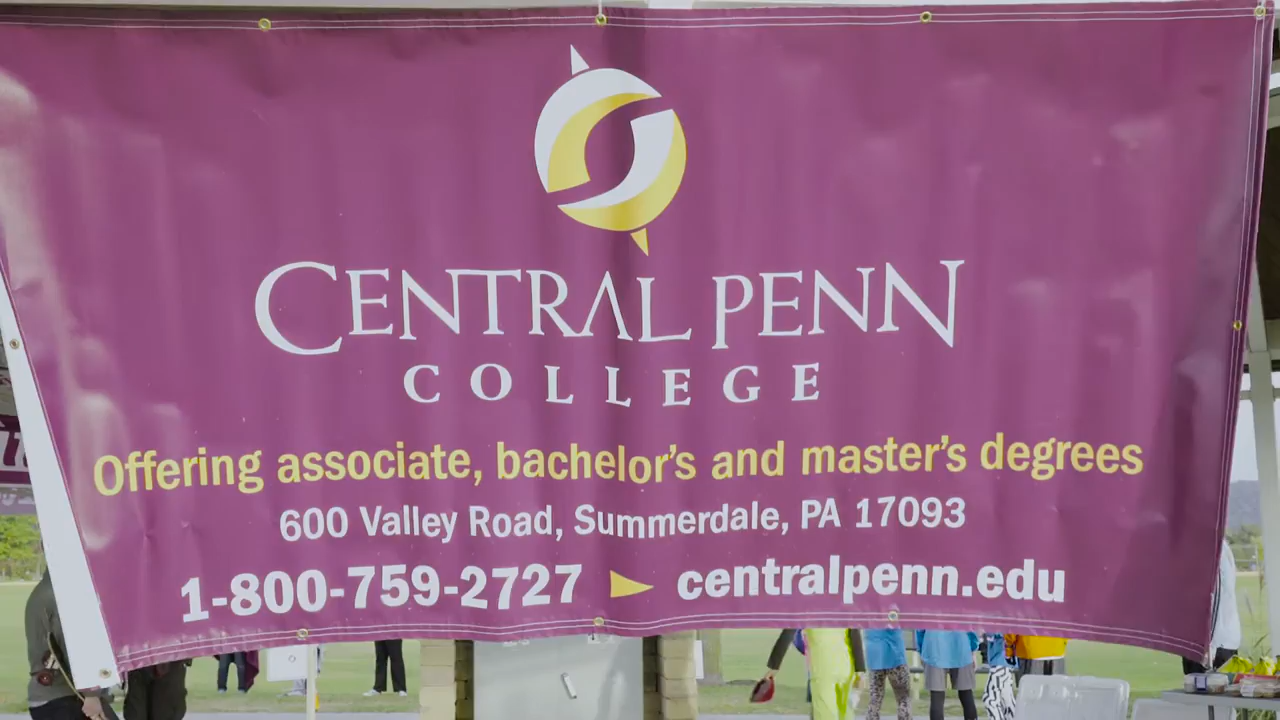 CENTRAL PENN
COLLEGE
Offering associate, bachelor's and master's degrees
600 Valley Road, Summerdale, PA 17093
1-800-759-2727 centralpenn.edu